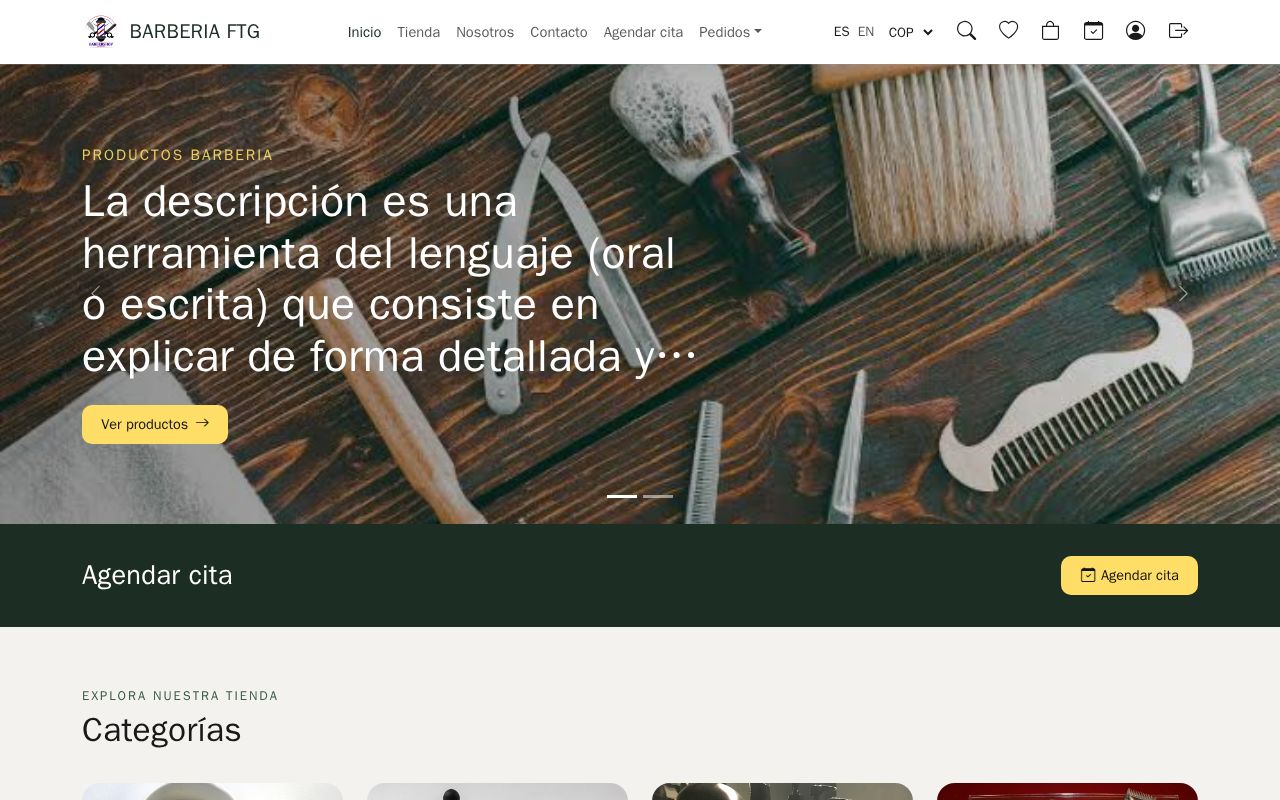 BARBERIA FTG
Inicio Tienda Nosotros Contacto Agendar cita Pedidos
ES EN COP
PRODUCTOS BARBERIA
La descripción es una
herramienta del lenguaje (oral
o escrita) que consiste en
explicar de forma detallada y···
Ver productos →
Agendar cita
Agendar cita
EXPLORA NUESTRA TIENDA
Categorías